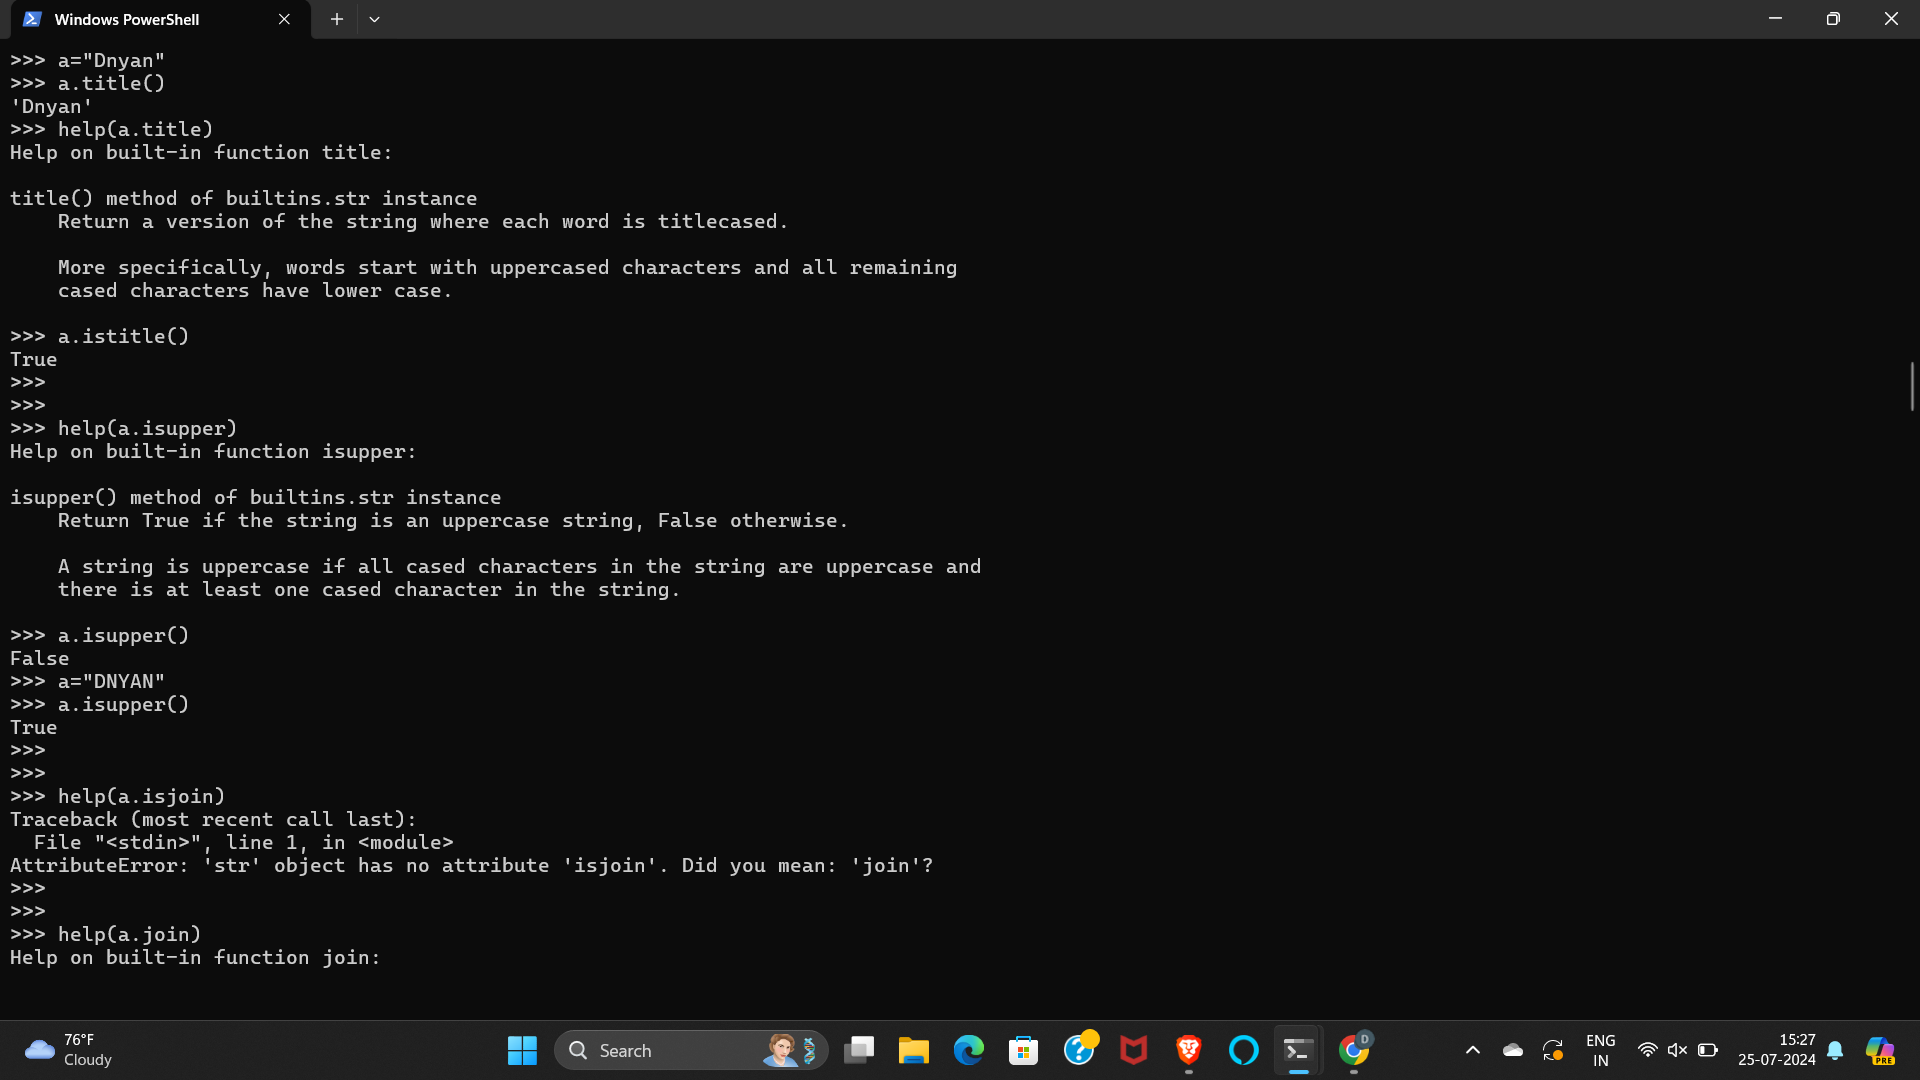 Windows PowerShell
>>> a="Dnyan"
>>> a.title()
'Dnyan'
>>> help(a.title)
Help on built-in function title:
title() method of builtins.str instance
    Return a version of the string where each word is titlecased.
    More specifically, words start with uppercased characters and all remaining
    cased characters have lower case.
>>> a.istitle()
True
>>>
>>>
>>> help(a.isupper)
Help on built-in function isupper:
isupper() method of builtins.str instance
    Return True if the string is an uppercase string, False otherwise.
    A string is uppercase if all cased characters in the string are uppercase and
    there is at least one cased character in the string.
>>> a.isupper()
False
>>> a="DNYAN"
>>> a.isupper()
True
>>>
>>>
>>> help(a.isjoin)
Traceback (most recent call last):
  File "<stdin>", line 1, in <module>
AttributeError: 'str' object has no attribute 'isjoin'. Did you mean: 'join'?
>>>
>>>
>>> help(a.join)
Help on built-in function join:
76°F
Cloudy
Search
D
ENG
IN
15:27
25-07-2024
PRE